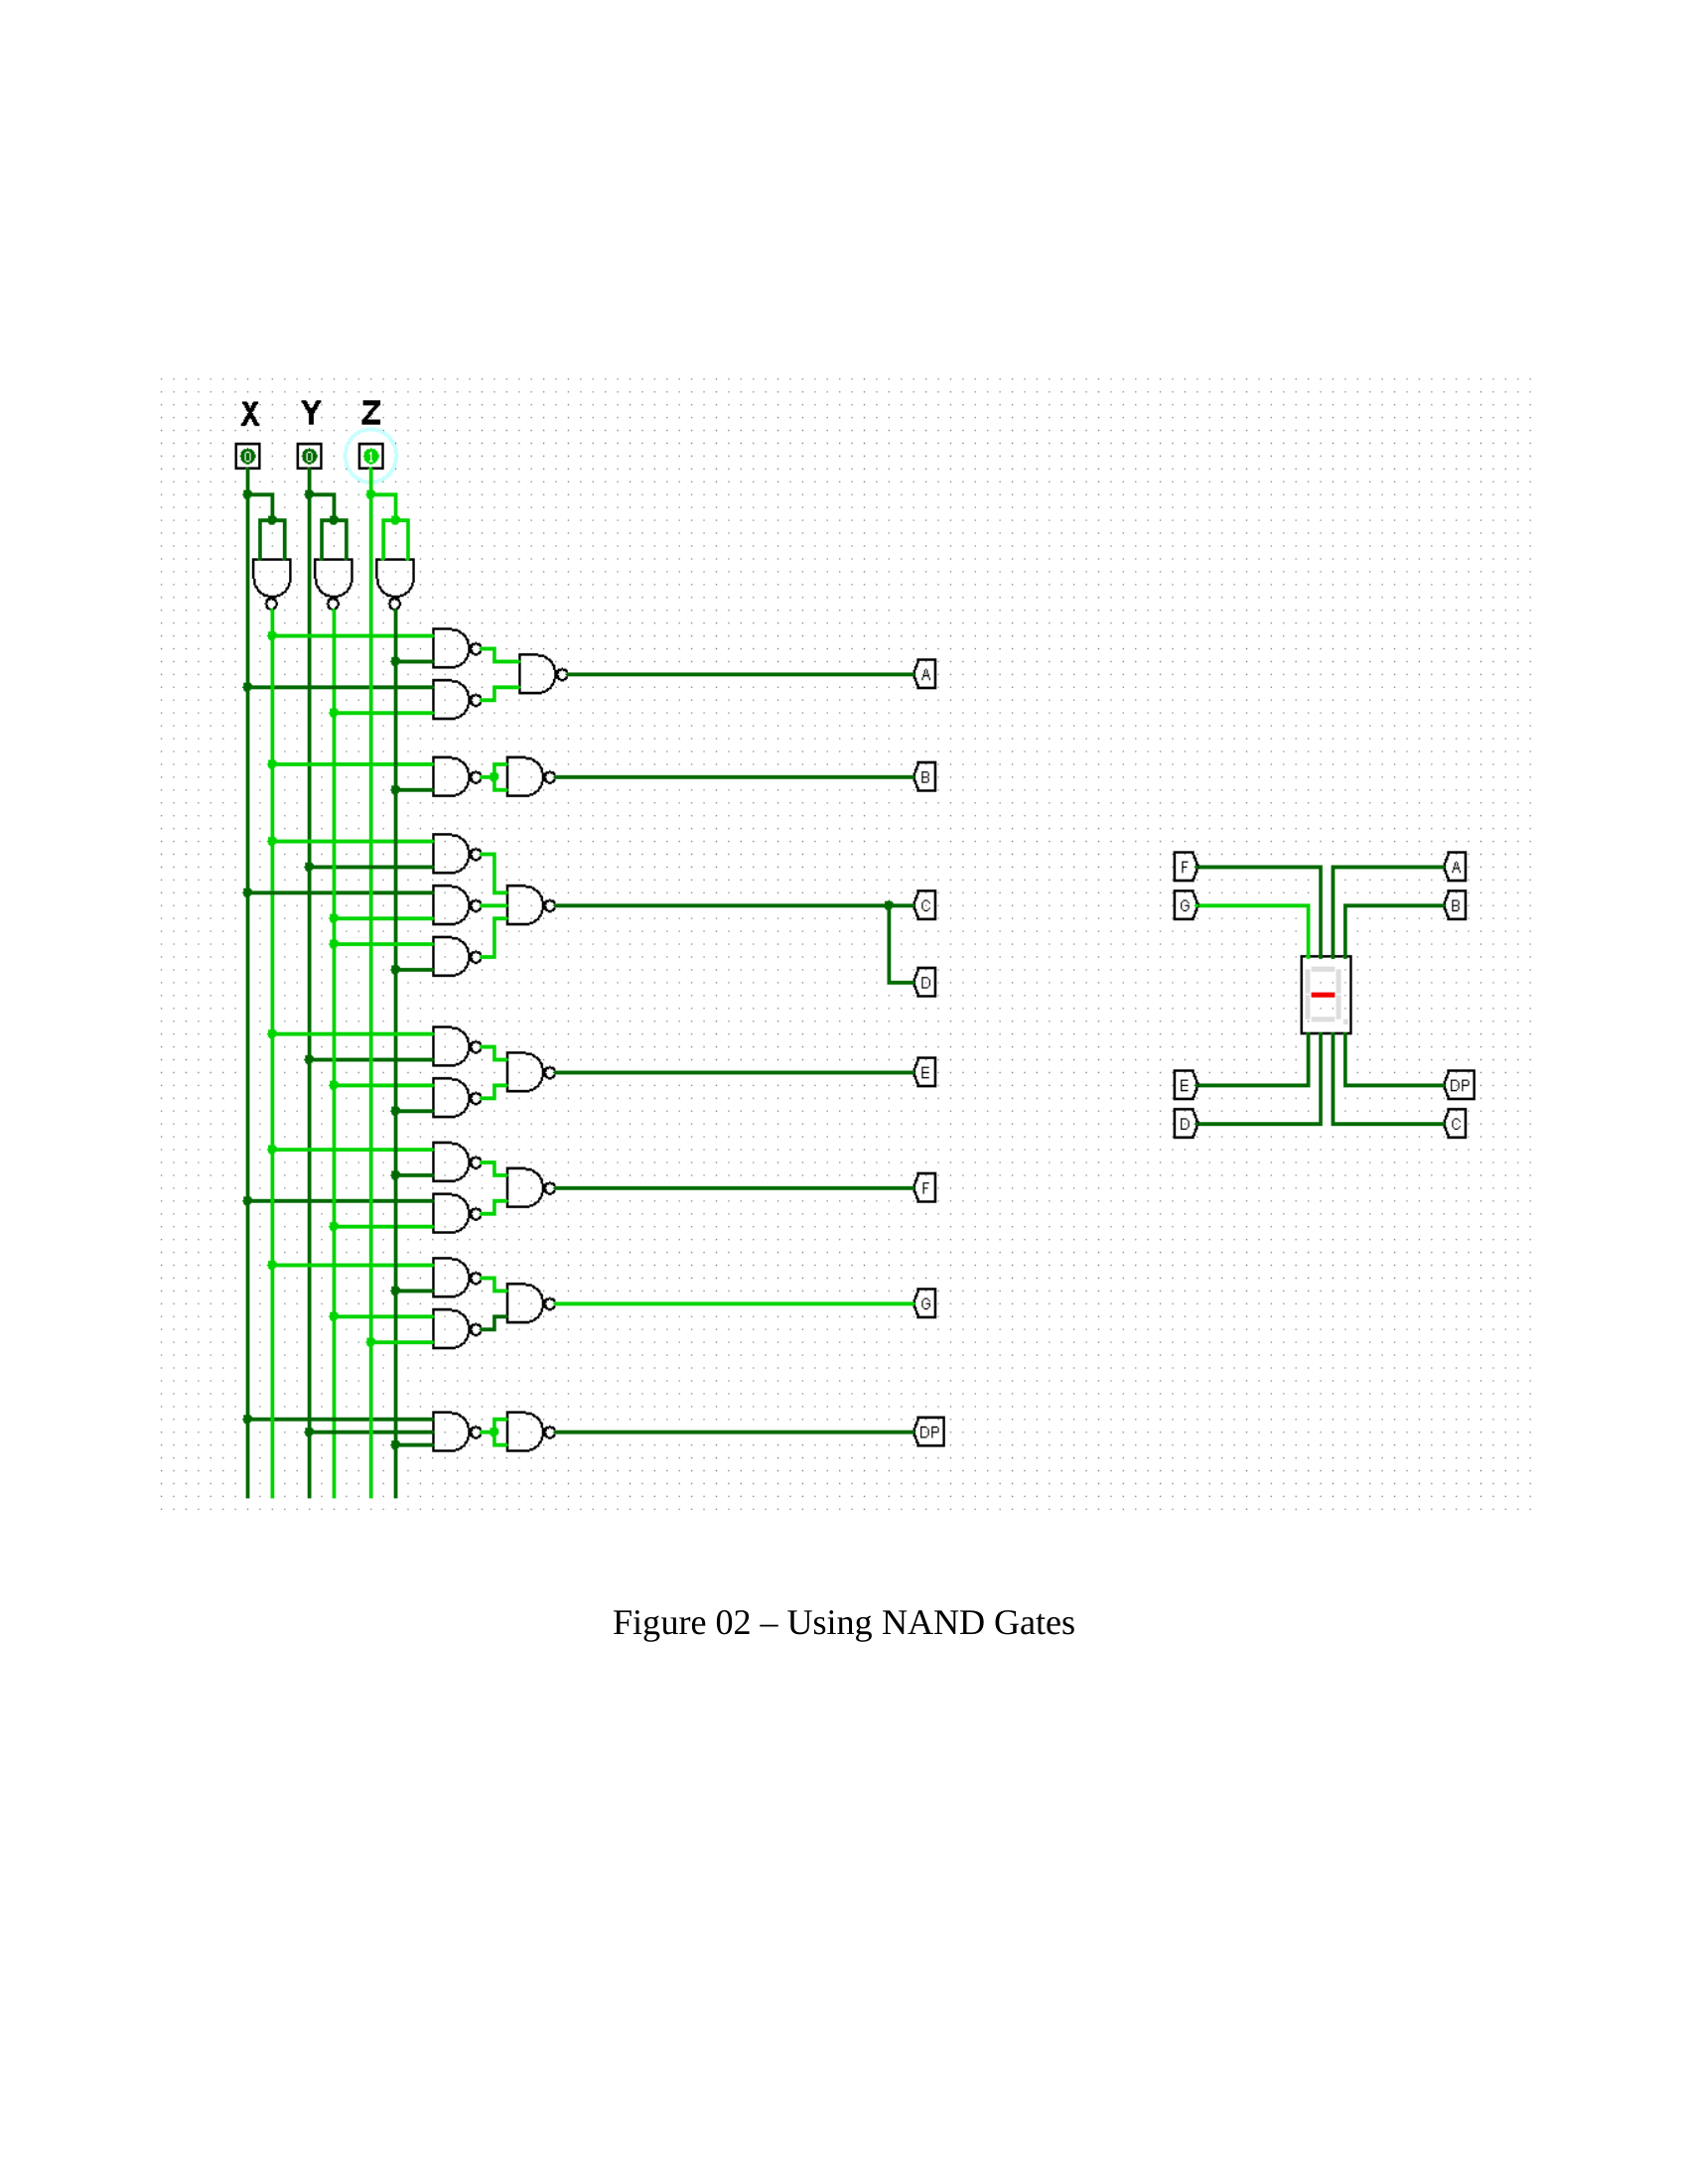 X Y Z
0 0 1
A
B
C
D
E
F
G
DP
F A
G B
E DP
D C
Figure 02 – Using NAND Gates